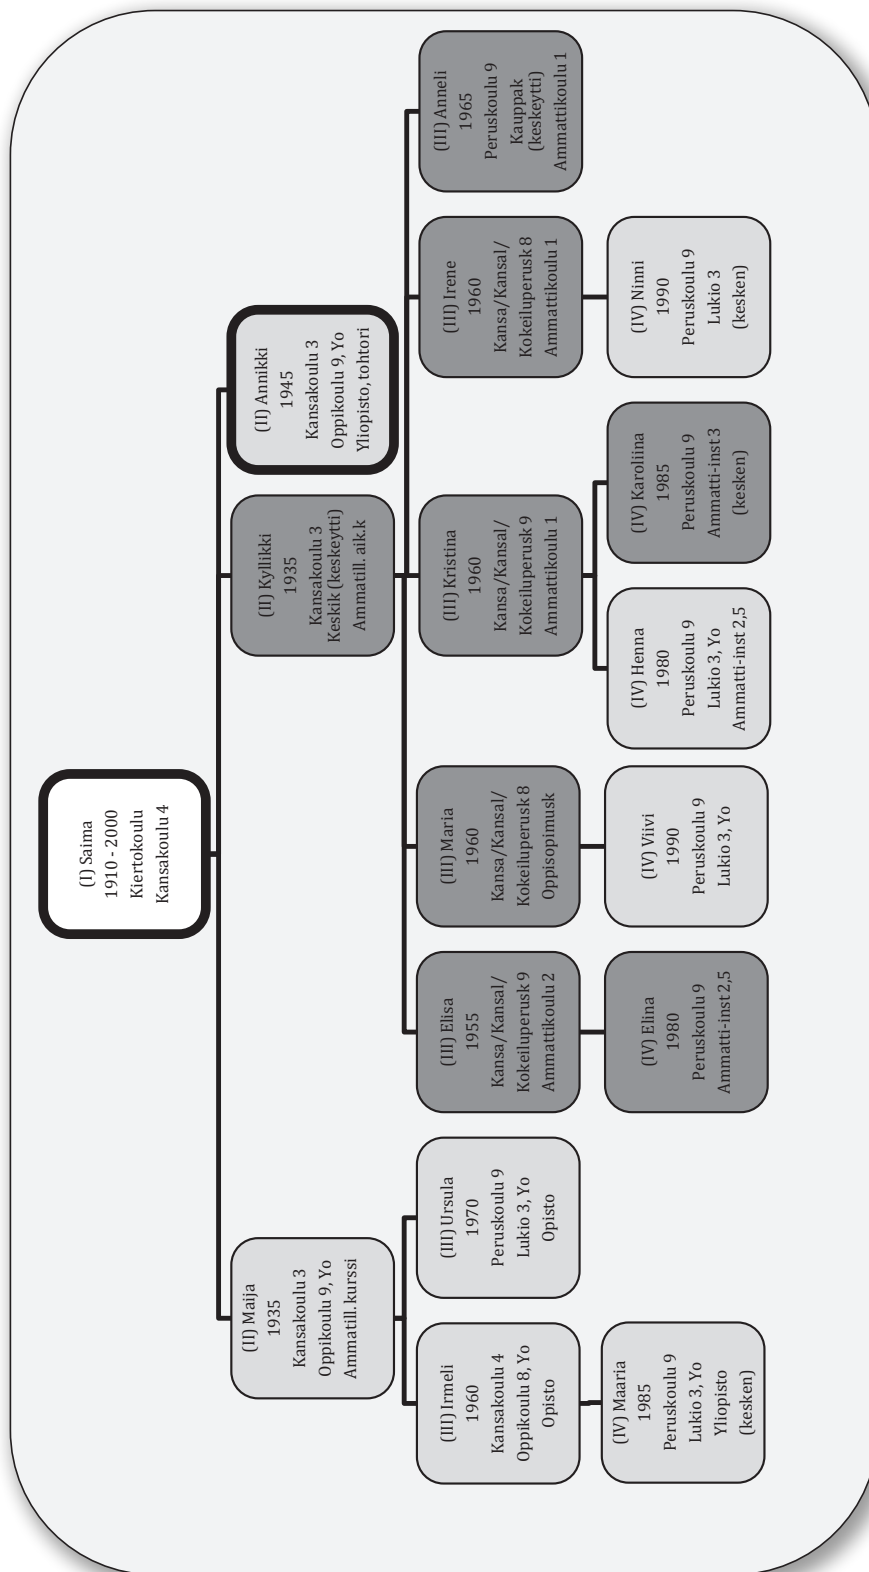 (I) Saima
1910 - 2000
Kiertokoulu
Kansakoulu 4
(II) Maija
1935
Kansakoulu 3
Oppikoulu 9, Yo
Ammatill. kurssi
(II) Kyllikki
1935
Kansakoulu 3
Keskik (keskeytti)
Ammatill. aik.k
(II) Annikki
1945
Kansakoulu 3
Oppikoulu 9, Yo
Yliopisto, tohtori
(III) Irmeli
1960
Kansakoulu 4
Oppikoulu 8, Yo
Opisto
(III) Ursula
1970
Peruskoulu 9
Lukio 3, Yo
Opisto
(III) Elisa
1955
Kansa/Kansal/
Kokeiluperusk 9
Ammattikoulu 2
(III) Maria
1960
Kansa/Kansal/
Kokeiluperusk 8
Oppisopimusk
(III) Kristina
1960
Kansa/Kansal/
Kokeiluperusk 9
Ammattikoulu 1
(III) Irene
1960
Kansa/Kansal/
Kokeiluperusk 8
Ammattikoulu 1
(III) Anneli
1965
Peruskoulu 9
Kauppak
(keskeytti)
Ammattikoulu 1
(IV) Maaria
1985
Peruskoulu 9
Lukio 3, Yo
Yliopisto
(kesken)
(IV) Elina
1980
Peruskoulu 9
Ammatti-inst 2,5
(IV) Viivi
1990
Peruskoulu 9
Lukio 3, Yo
(IV) Henna
1980
Peruskoulu 9
Lukio 3, Yo
Ammatti-inst 2,5
(IV) Karoliina
1985
Peruskoulu 9
Ammatti-inst 3
(kesken)
(IV) Ninni
1990
Peruskoulu 9
Lukio 3
(kesken)